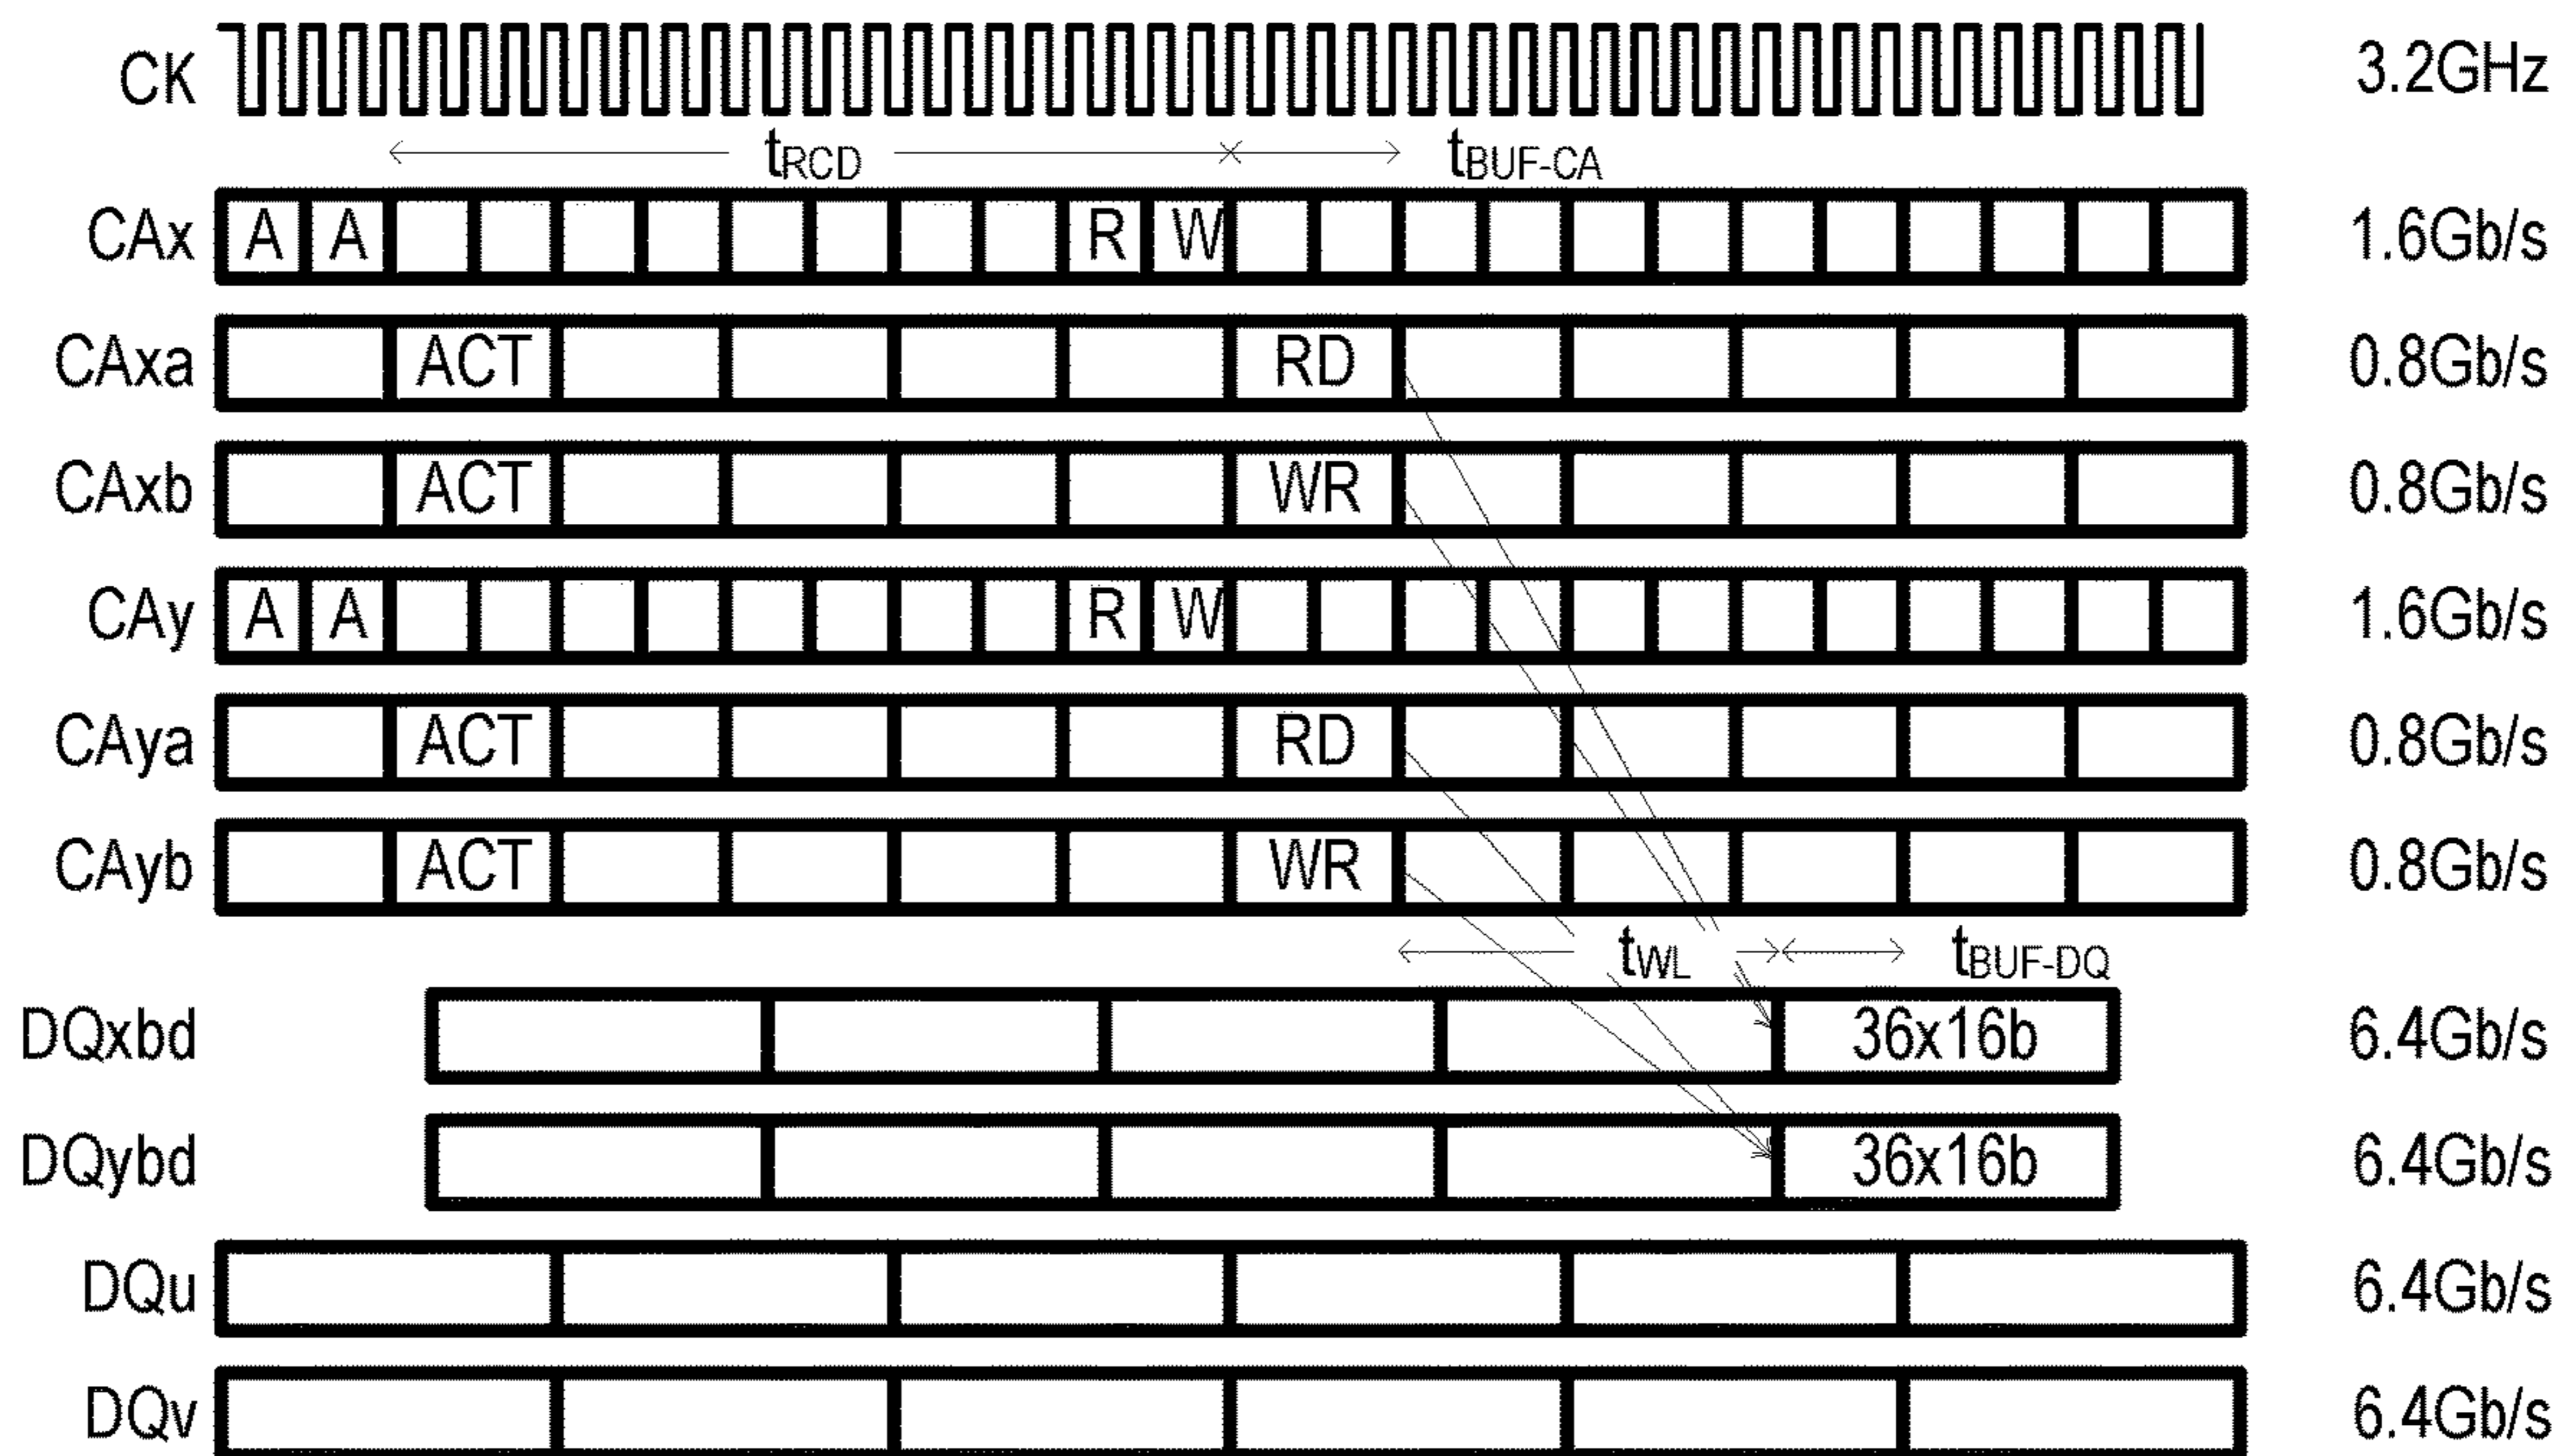 CK 3.2GHz
tRCD tBUF-CA
CAx A A R W 1.6Gb/s
CAxa ACT RD 0.8Gb/s
CAxb ACT WR 0.8Gb/s
CAy A A R W 1.6Gb/s
CAya ACT RD 0.8Gb/s
CAyb ACT WR 0.8Gb/s
tWL tBUF-DQ
DQxbd 36x16b 6.4Gb/s
DQybd 36x16b 6.4Gb/s
DQu 6.4Gb/s
DQv 6.4Gb/s